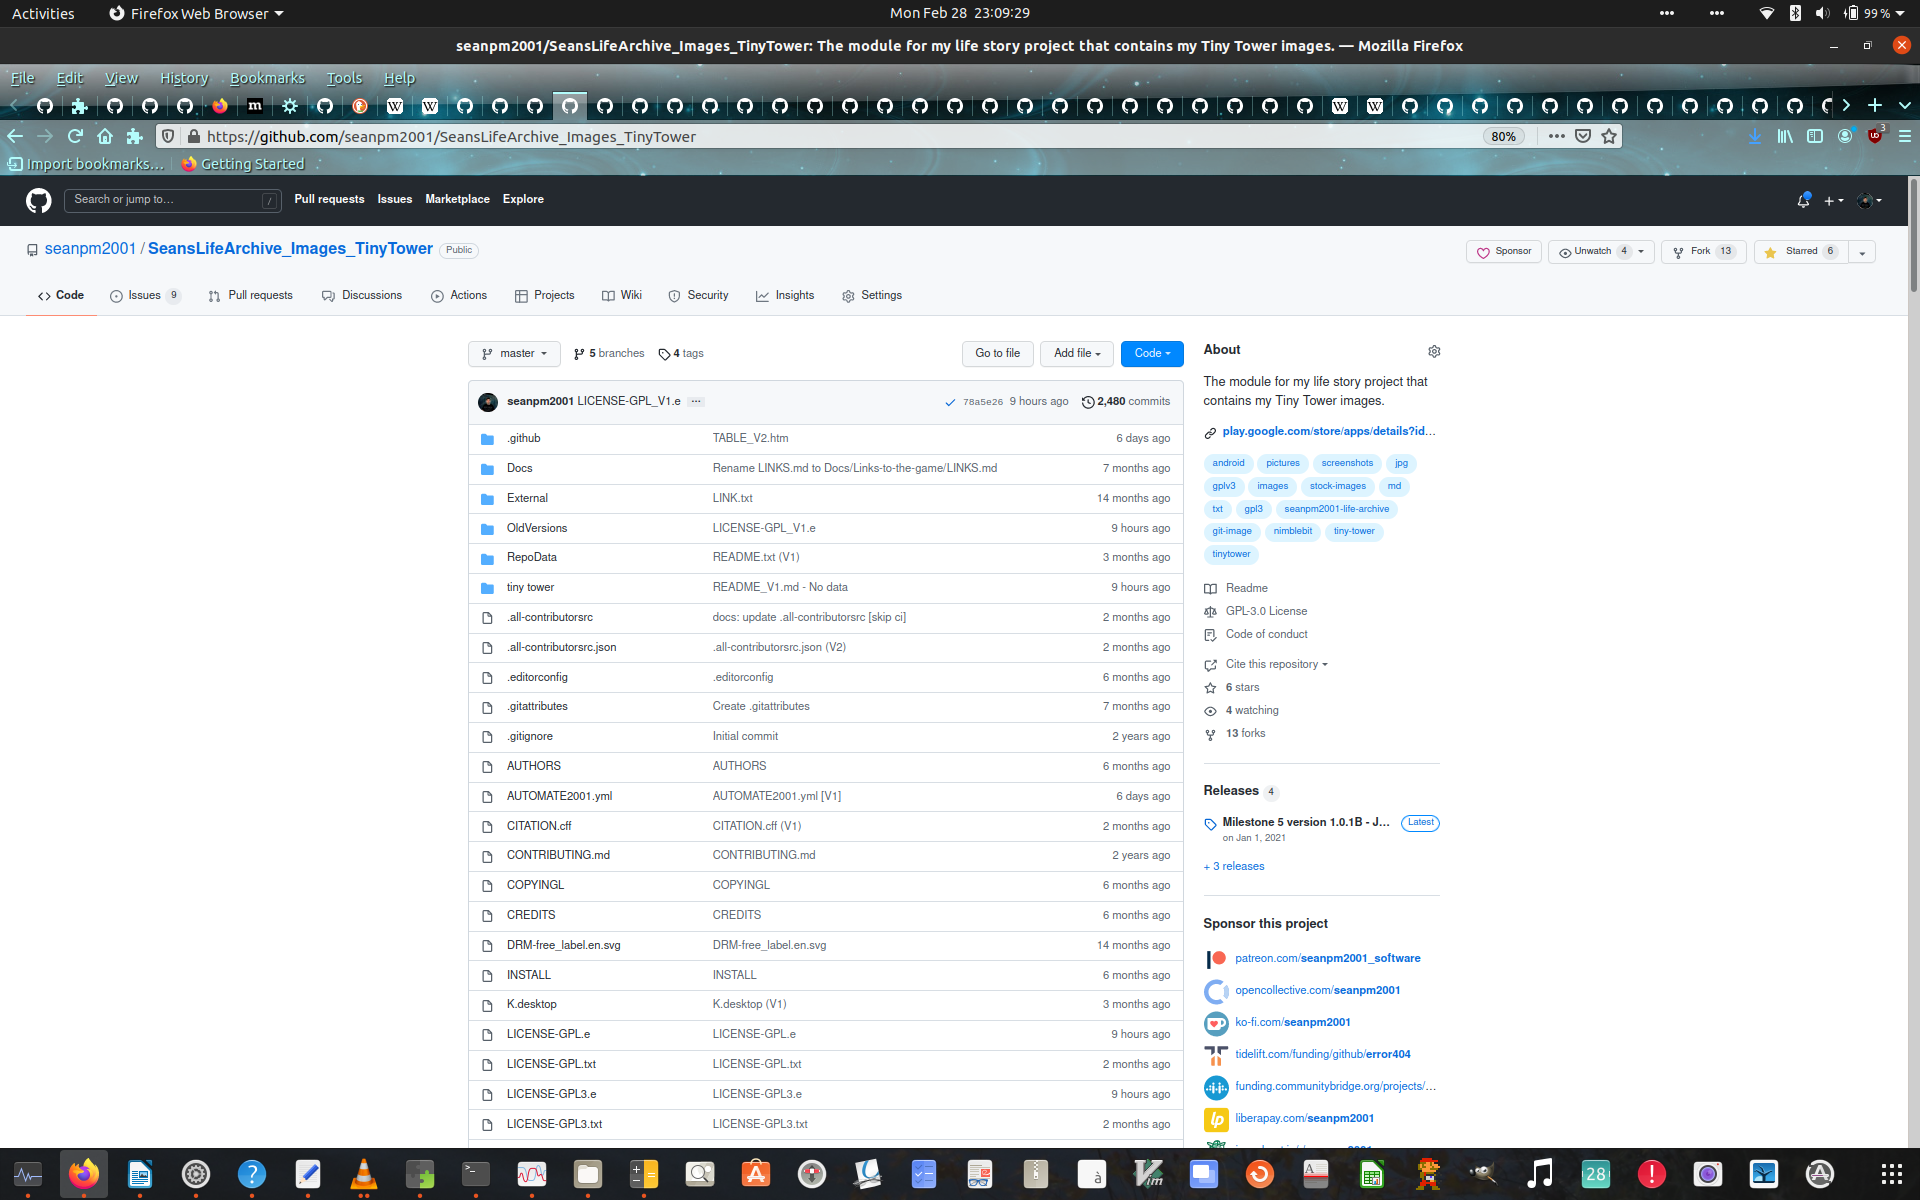 Activities
Firefox Web Browser
Mon Feb 28 23:09:29
99 %
seanpm2001/SeansLifeArchive_Images_TinyTower: The module for my life story project that contains my Tiny Tower images. — Mozilla Firefox
File Edit View History Bookmarks Tools Help
https://github.com/seanpm2001/SeansLifeArchive_Images_TinyTower
80%
3
Import bookmarks… Getting Started
Search or jump to… /
Pull requests Issues Marketplace Explore
seanpm2001 / SeansLifeArchive_Images_TinyTower Public
Sponsor Unwatch 4 Fork 13 Starred 6
Code Issues 9 Pull requests Discussions Actions Projects Wiki Security Insights Settings
master 5 branches 4 tags Go to file Add file Code
seanpm2001 LICENSE-GPL_V1.e ... 78a5e26 9 hours ago 2,480 commits
.github TABLE_V2.htm 6 days ago
Docs Rename LINKS.md to Docs/Links-to-the-game/LINKS.md 7 months ago
External LINK.txt 14 months ago
OldVersions LICENSE-GPL_V1.e 9 hours ago
RepoData README.txt (V1) 3 months ago
tiny tower README_V1.md - No data 9 hours ago
.all-contributorsrc docs: update .all-contributorsrc [skip ci] 2 months ago
.all-contributorsrc.json .all-contributorsrc.json (V2) 2 months ago
.editorconfig .editorconfig 6 months ago
.gitattributes Create .gitattributes 7 months ago
.gitignore Initial commit 2 years ago
AUTHORS AUTHORS 6 months ago
AUTOMATE2001.yml AUTOMATE2001.yml [V1] 6 days ago
CITATION.cff CITATION.cff (V1) 2 months ago
CONTRIBUTING.md CONTRIBUTING.md 2 years ago
COPYINGL COPYINGL 6 months ago
CREDITS CREDITS 6 months ago
DRM-free_label.en.svg DRM-free_label.en.svg 14 months ago
INSTALL INSTALL 6 months ago
K.desktop K.desktop (V1) 3 months ago
LICENSE-GPL.e LICENSE-GPL.e 9 hours ago
LICENSE-GPL.txt LICENSE-GPL.txt 2 months ago
LICENSE-GPL3.e LICENSE-GPL3.e 9 hours ago
LICENSE-GPL3.txt LICENSE-GPL3.txt 2 months ago
About
The module for my life story project that
contains my Tiny Tower images.
play.google.com/store/apps/details?id…
android pictures screenshots jpg
gplv3 images stock-images md
txt gpl3 seanpm2001-life-archive
git-image nimblebit tiny-tower
tinytower
Readme
GPL-3.0 License
Code of conduct
Cite this repository
6 stars
4 watching
13 forks
Releases 4
Milestone 5 version 1.0.1B - J... Latest
on Jan 1, 2021
+ 3 releases
Sponsor this project
patreon.com/seanpm2001_software
opencollective.com/seanpm2001
ko-fi.com/seanpm2001
tidelift.com/funding/github/error404
funding.communitybridge.org/projects/…
liberapay.com/seanpm2001
28